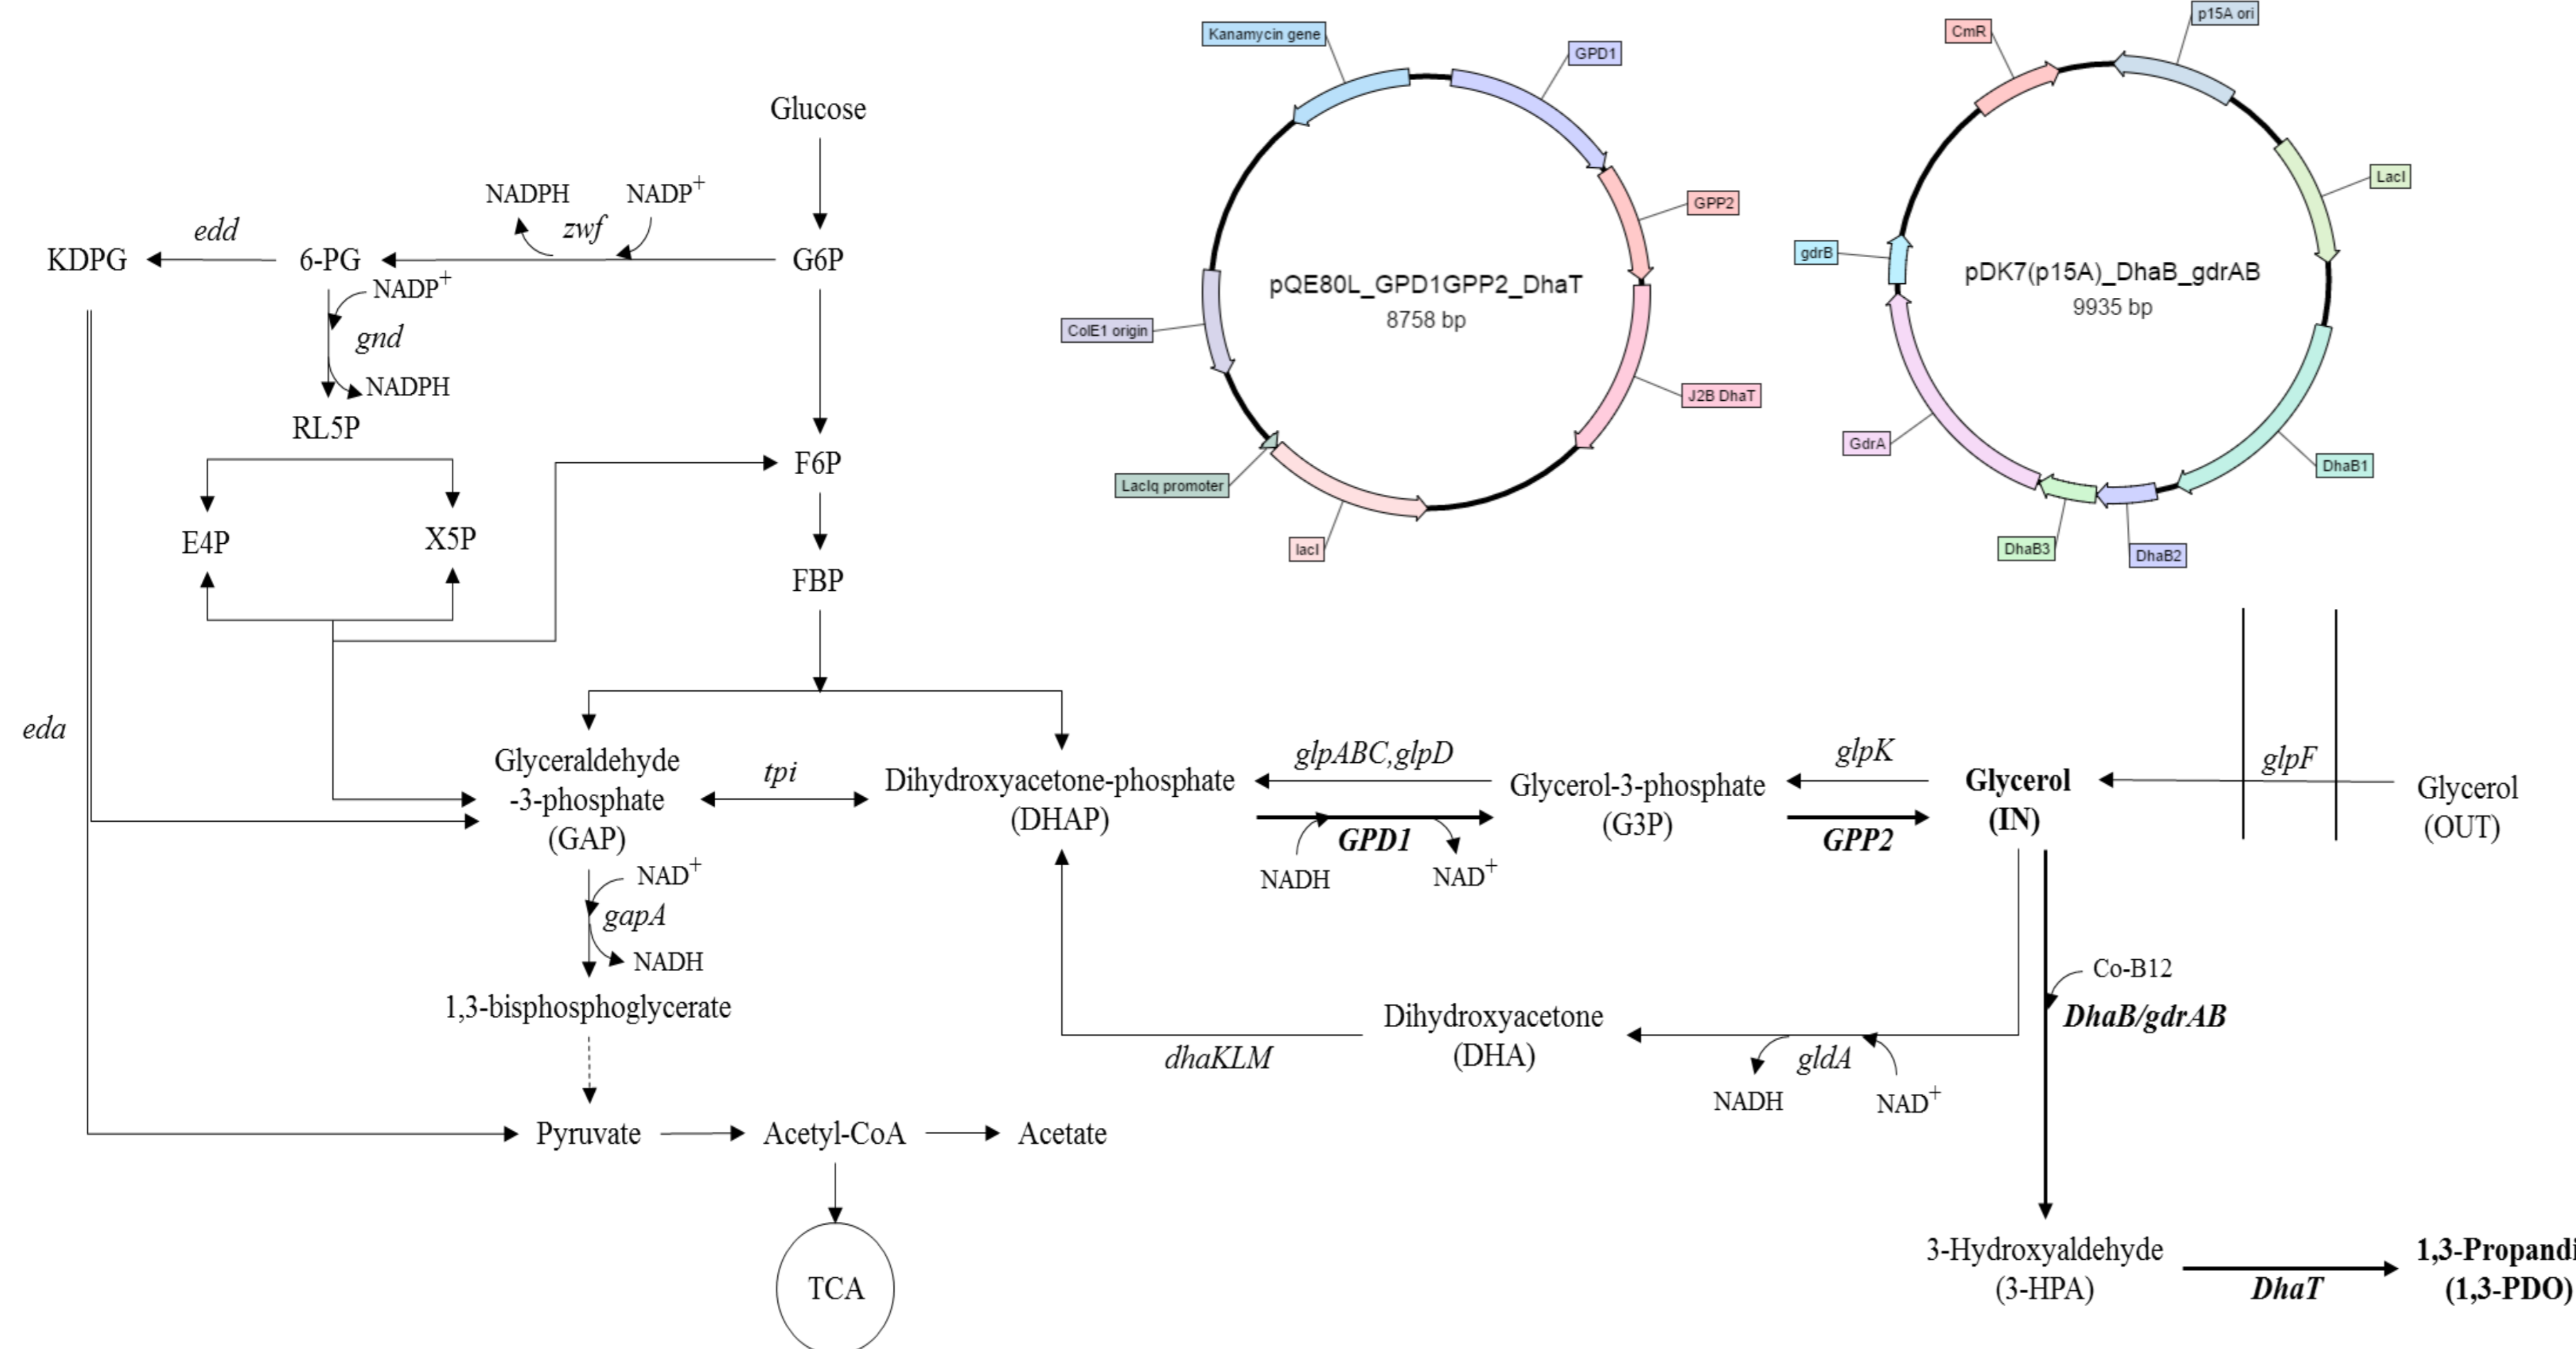 Kanamycin gene
GPD1
GPP2
J2B DhaT
lacI
LacIq promoter
ColE1 origin
pQE80L_GPD1GPP2_DhaT
8758 bp
CmR
p15A ori
LacI
DhaB1
DhaB2
DhaB3
GdrA
gdrB
pDK7(p15A)_DhaB_gdrAB
9935 bp
Glucose
NADPH
NADP+
zwf
edd
KDPG
6-PG
G6P
NADP+
gnd
NADPH
RL5P
F6P
E4P
X5P
FBP
eda
Glyceraldehyde
-3-phosphate
(GAP)
tpi
Dihydroxyacetone-phosphate
(DHAP)
glpABC,glpD
GPD1
NADH
NAD+
Glycerol-3-phosphate
(G3P)
glpK
GPP2
Glycerol
(IN)
glpF
Glycerol
(OUT)
NAD+
gapA
NADH
1,3-bisphosphoglycerate
Co-B12
DhaB/gdrAB
Dihydroxyacetone
(DHA)
dhaKLM
gldA
NADH
NAD+
Pyruvate
Acetyl-CoA
Acetate
TCA
3-Hydroxyaldehyde
(3-HPA)
DhaT
1,3-Propandi
(1,3-PDO)